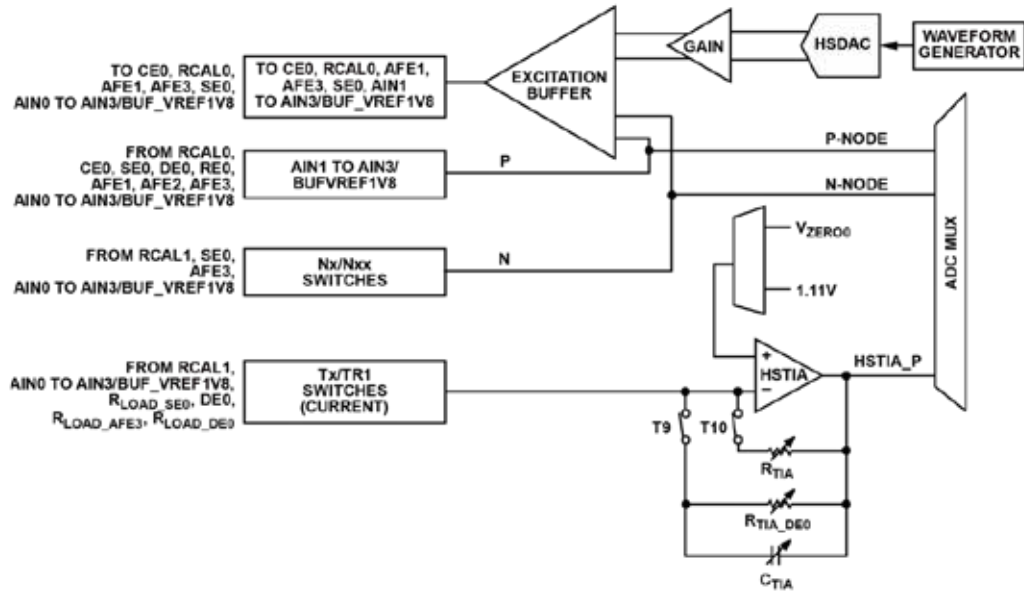 WAVEFORM
GENERATOR
HSDAC
GAIN
EXCITATION
BUFFER
TO CE0, RCAL0,
AFE1, AFE3, SE0,
AIN0 TO AIN3/BUF_VREF1V8
TO CE0, RCAL0, AFE1,
AFE3, SE0, AIN1
TO AIN3/BUF_VREF1V8
FROM RCAL0,
CE0, SE0, DE0, RE0,
AFE1, AFE2, AFE3,
AIN0 TO AIN3/BUF_VREF1V8
AIN1 TO AIN3/
BUFVREF1V8
P
P-NODE
N-NODE
FROM RCAL1, SE0,
AFE3,
AIN0 TO AIN3/BUF_VREF1V8
Nx/Nxx
SWITCHES
N
VZERO0
1.11V
ADC MUX
FROM RCAL1,
AIN0 TO AIN3/BUF_VREF1V8,
RLOAD_SE0, DE0,
RLOAD_AFE3, RLOAD_DE0
Tx/TR1
SWITCHES
(CURRENT)
+
HSTIA
–
HSTIA_P
T9
T10
RTIA
RTIA_DE0
CTIA